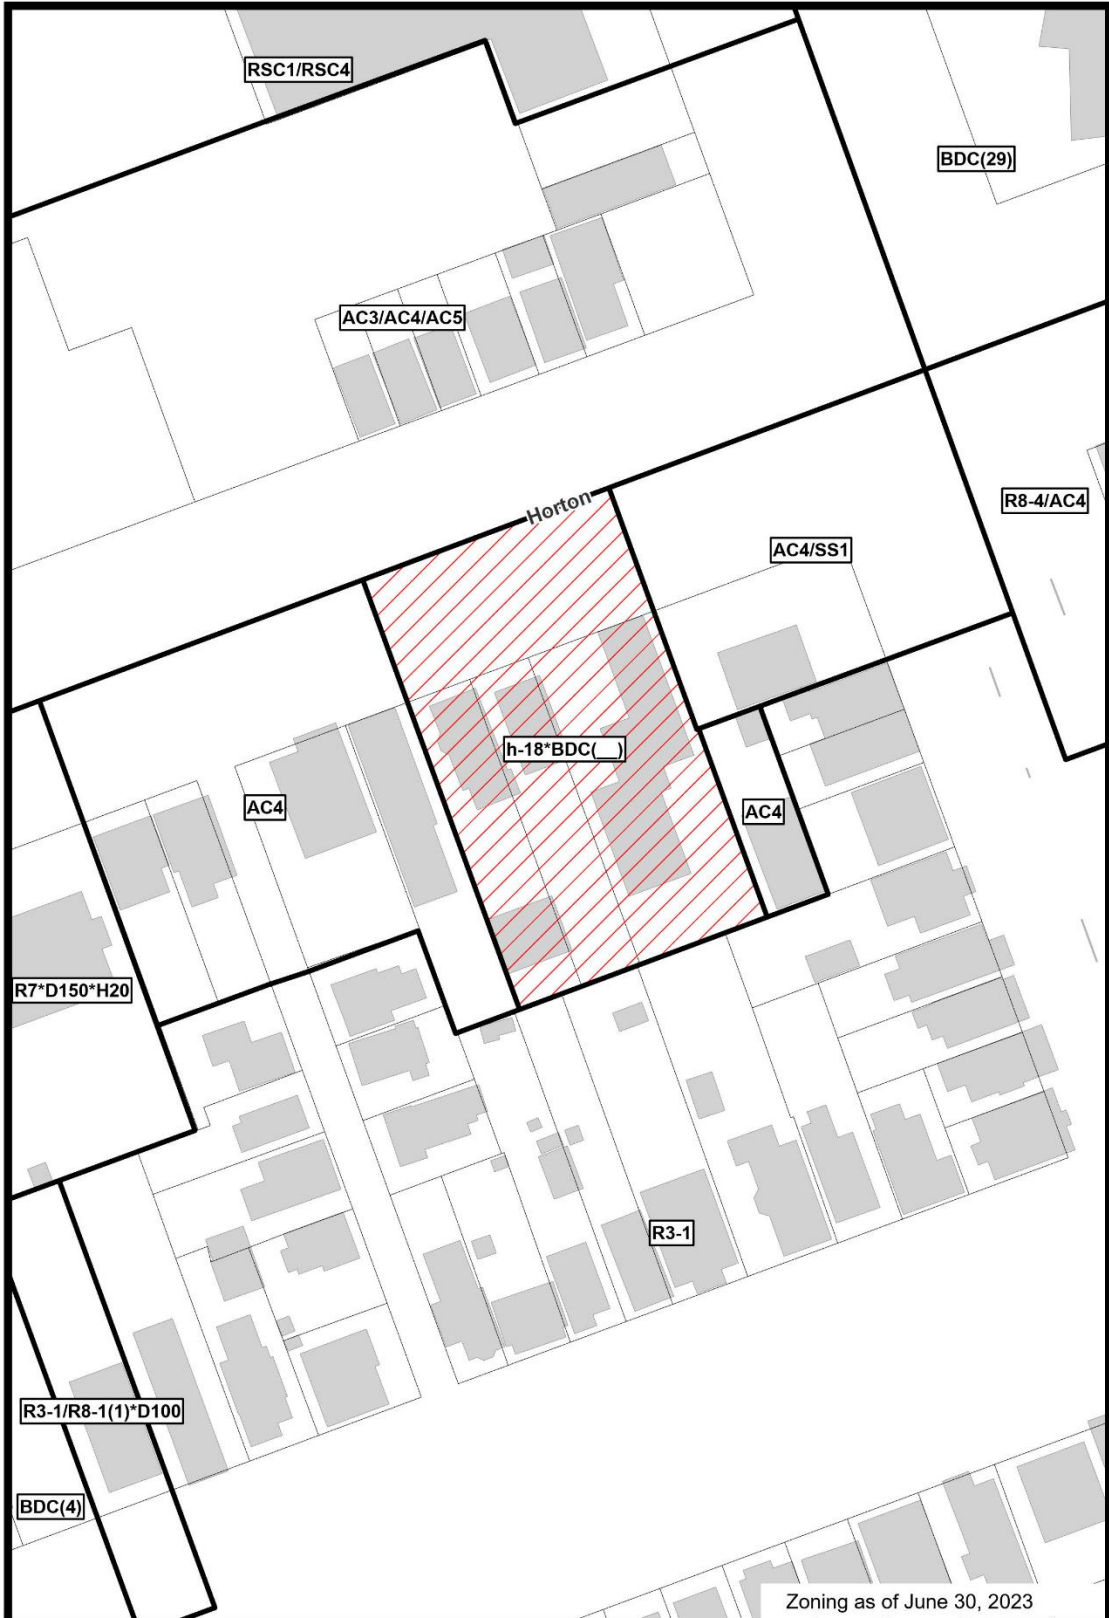 RSC1/RSC4
BDC(29)
AC3/AC4/AC5
Horton
R8-4/AC4
AC4/SS1
h-18*BDC(__)
AC4
AC4
R7*D150*H20
R3-1
R3-1/R8-1(1)*D100
BDC(4)
Zoning as of June 30, 2023